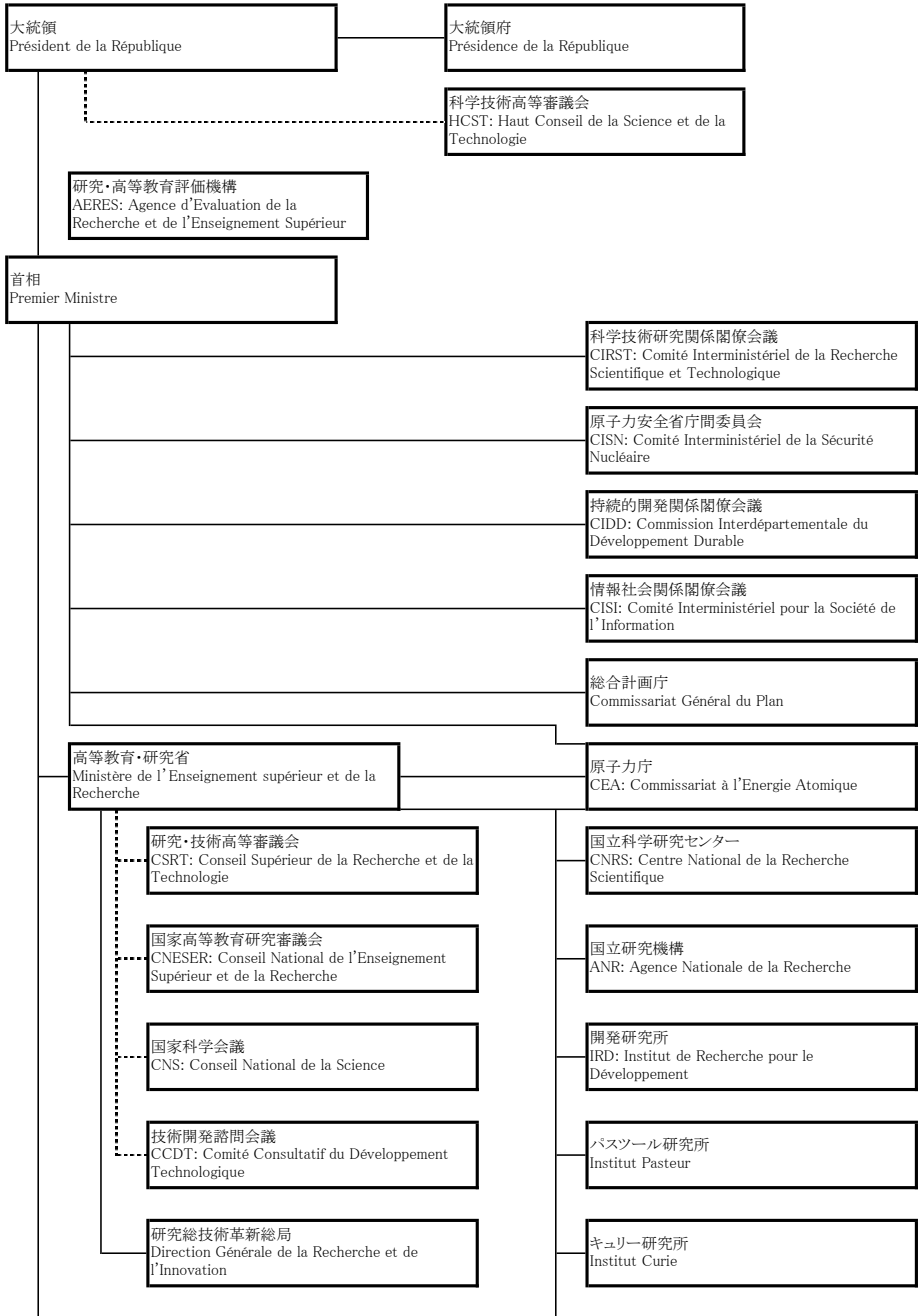 大統領
Président de la République
大統領府
Présidence de la République
科学技術高等審議会
HCST: Haut Conseil de la Science et de la
Technologie
研究・高等教育評価機構
AERES: Agence d'Evaluation de la
Recherche et de l'Enseignement Supérieur
首相
Premier Ministre
科学技術研究関係閣僚会議
CIRST: Comité Interministériel de la Recherche
Scientifique et Technologique
原子力安全省庁間委員会
CISN: Comité Interministériel de la Sécurité
Nucléaire
持続的開発関係閣僚会議
CIDD: Commission Interdépartementale du
Développement Durable
情報社会関係閣僚会議
CISI: Comité Interministériel pour la Société de
l'Information
総合計画庁
Commissariat Général du Plan
高等教育・研究省
Ministère de l'Enseignement supérieur et de la
Recherche
原子力庁
CEA: Commissariat à l'Energie Atomique
研究・技術高等審議会
CSRT: Conseil Supérieur de la Recherche et de la
Technologie
国立科学研究センター
CNRS: Centre National de la Recherche
Scientifique
国家高等教育研究審議会
CNESER: Conseil National de l'Enseignement
Supérieur et de la Recherche
国立研究機構
ANR: Agence Nationale de la Recherche
国家科学会議
CNS: Conseil National de la Science
開発研究所
IRD: Institut de Recherche pour le
Développement
技術開発諮問会議
CCDT: Comité Consultatif du Développement
Technologique
パスツール研究所
Institut Pasteur
研究総技術革新総局
Direction Générale de la Recherche et de
l'Innovation
キュリー研究所
Institut Curie